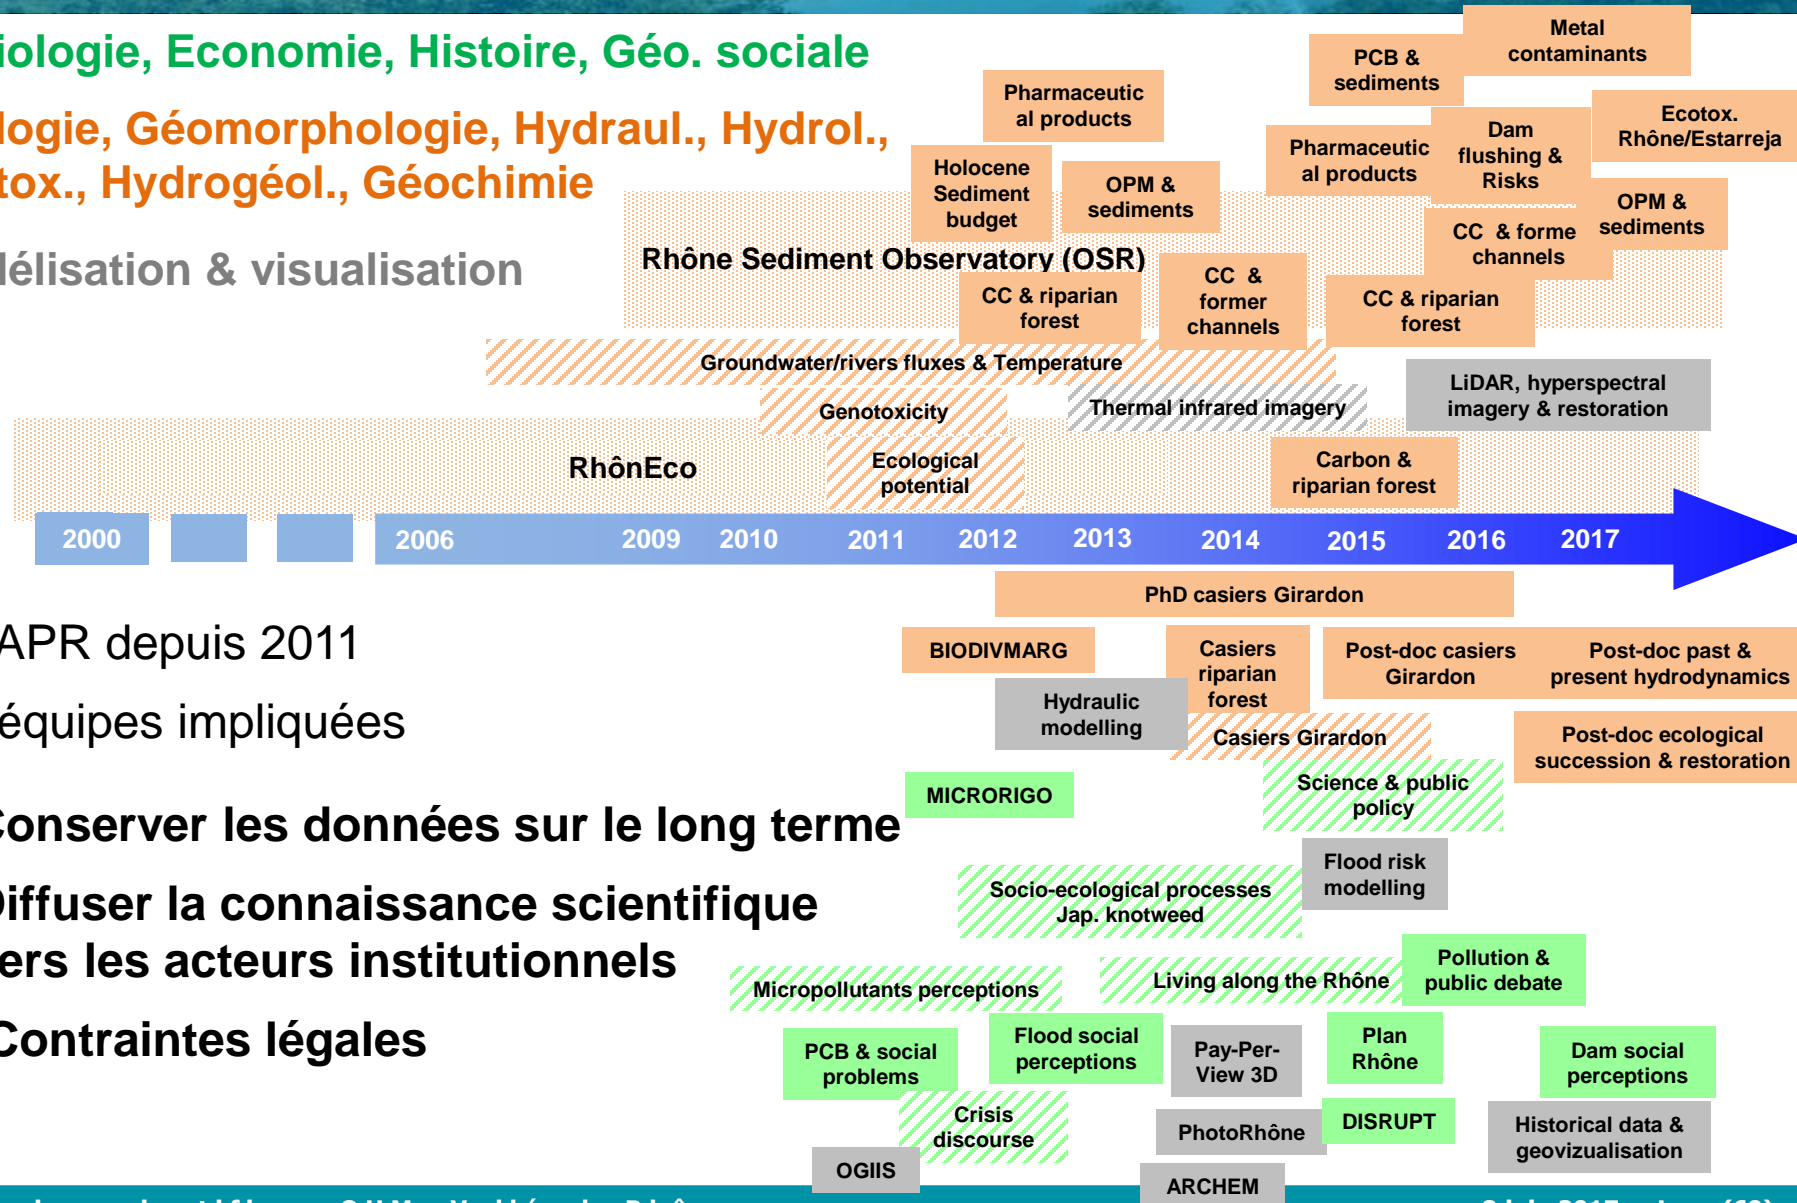 iologie, Economie, Histoire, Géo. sociale
logie, Géomorphologie, Hydraul., Hydrol.,
tox., Hydrogéol., Géochimie
élisation & visualisation
Metal
contaminants
PCB &
sediments
Pharmaceutic
al products
Ecotox.
Rhône/Estarreja
Dam
flushing &
Risks
Pharmaceutic
al products
Holocene
Sediment
budget
OPM &
sediments
OPM &
sediments
CC & forme
channels
Rhône Sediment Observatory (OSR)
CC &
former
channels
CC & riparian
forest
CC & riparian
forest
Groundwater/rivers fluxes & Temperature
LiDAR, hyperspectral
imagery & restoration
Genotoxicity
Thermal infrared imagery
RhônEco
Ecological
potential
Carbon &
riparian forest
2000 2006 2009 2010 2011 2012 2013 2014 2015 2016 2017
APR depuis 2011
équipes impliquées
Conserver les données sur le long terme
Diffuser la connaissance scientifique
ers les acteurs institutionnels
Contraintes légales
PhD casiers Girardon
BIODIVMARG
Casiers
riparian
forest
Post-doc casiers
Girardon
Post-doc past &
present hydrodynamics
Hydraulic
modelling
Casiers Girardon
Post-doc ecological
succession & restoration
MICRORIGO
Science & public
policy
Flood risk
modelling
Socio-ecological processes
Jap. knotweed
Pollution &
public debate
Micropollutants perceptions
Living along the Rhône
PCB & social
problems
Flood social
perceptions
Pay-Per-
View 3D
Plan
Rhône
Dam social
perceptions
Crisis
discourse
PhotoRhône
DISRUPT
Historical data &
geovizualisation
OGIIS
ARCHEM